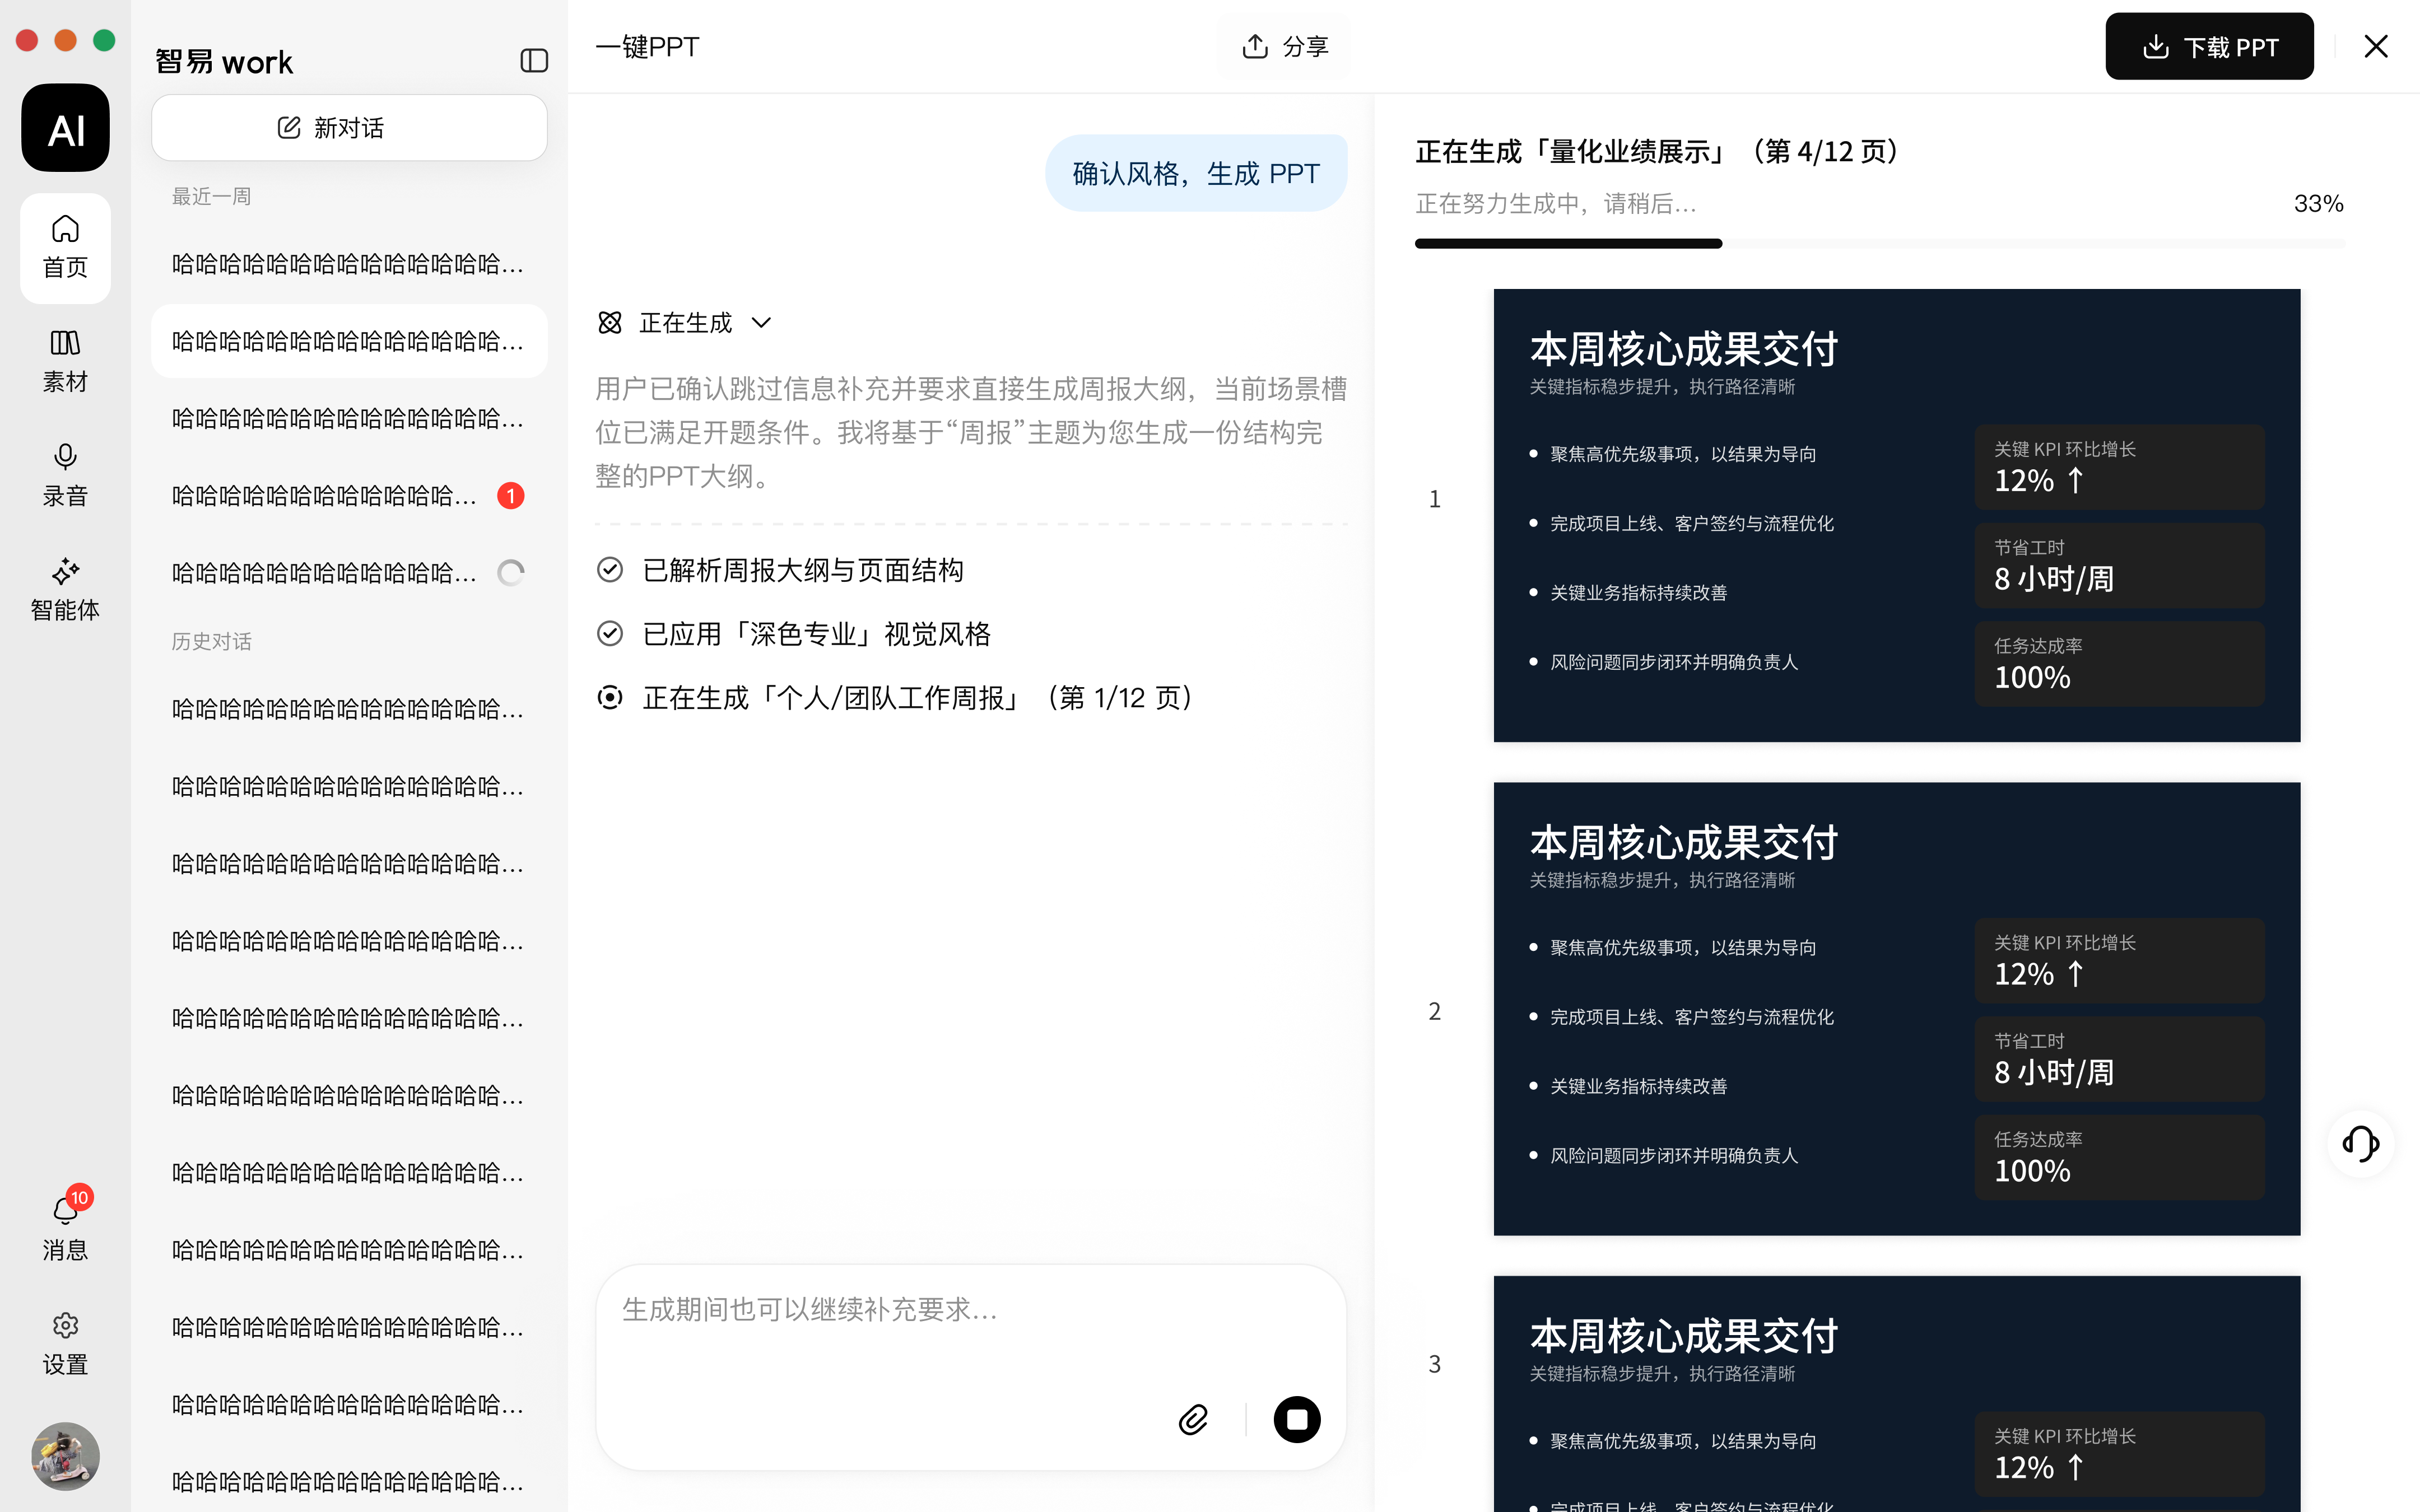 AI
首页
素材
录音
智能体
10
消息
设置
智易 work
新对话
最近一周
哈哈哈哈哈哈哈哈哈哈哈哈哈哈...
哈哈哈哈哈哈哈哈哈哈哈哈哈哈...
哈哈哈哈哈哈哈哈哈哈哈哈哈哈...
哈哈哈哈哈哈哈哈哈哈哈哈... 1
哈哈哈哈哈哈哈哈哈哈哈哈...
历史对话
哈哈哈哈哈哈哈哈哈哈哈哈哈哈...
哈哈哈哈哈哈哈哈哈哈哈哈哈哈...
哈哈哈哈哈哈哈哈哈哈哈哈哈哈...
哈哈哈哈哈哈哈哈哈哈哈哈哈哈...
哈哈哈哈哈哈哈哈哈哈哈哈哈哈...
哈哈哈哈哈哈哈哈哈哈哈哈哈哈...
哈哈哈哈哈哈哈哈哈哈哈哈哈哈...
哈哈哈哈哈哈哈哈哈哈哈哈哈哈...
哈哈哈哈哈哈哈哈哈哈哈哈哈哈...
哈哈哈哈哈哈哈哈哈哈哈哈哈哈...
哈哈哈哈哈哈哈哈哈哈哈哈哈哈...
一键PPT
分享
确认风格，生成 PPT
正在生成
用户已确认跳过信息补充并要求直接生成周报大纲，当前场景槽
位已满足开题条件。我将基于“周报”主题为您生成一份结构完
整的PPT大纲。
已解析周报大纲与页面结构
已应用「深色专业」视觉风格
正在生成「个人/团队工作周报」（第 1/12 页）
生成期间也可以继续补充要求...
下载 PPT
正在生成「量化业绩展示」（第 4/12 页）
正在努力生成中，请稍后...
33%
1
本周核心成果交付
关键指标稳步提升，执行路径清晰
聚焦高优先级事项，以结果为导向
完成项目上线、客户签约与流程优化
关键业务指标持续改善
风险问题同步闭环并明确负责人
关键 KPI 环比增长
12% ↑
节省工时
8 小时/周
任务达成率
100%
2
本周核心成果交付
关键指标稳步提升，执行路径清晰
聚焦高优先级事项，以结果为导向
完成项目上线、客户签约与流程优化
关键业务指标持续改善
风险问题同步闭环并明确负责人
关键 KPI 环比增长
12% ↑
节省工时
8 小时/周
任务达成率
100%
3
本周核心成果交付
关键指标稳步提升，执行路径清晰
聚焦高优先级事项，以结果为导向
完成项目上线、客户签约与流程优化
关键 KPI 环比增长
12% ↑